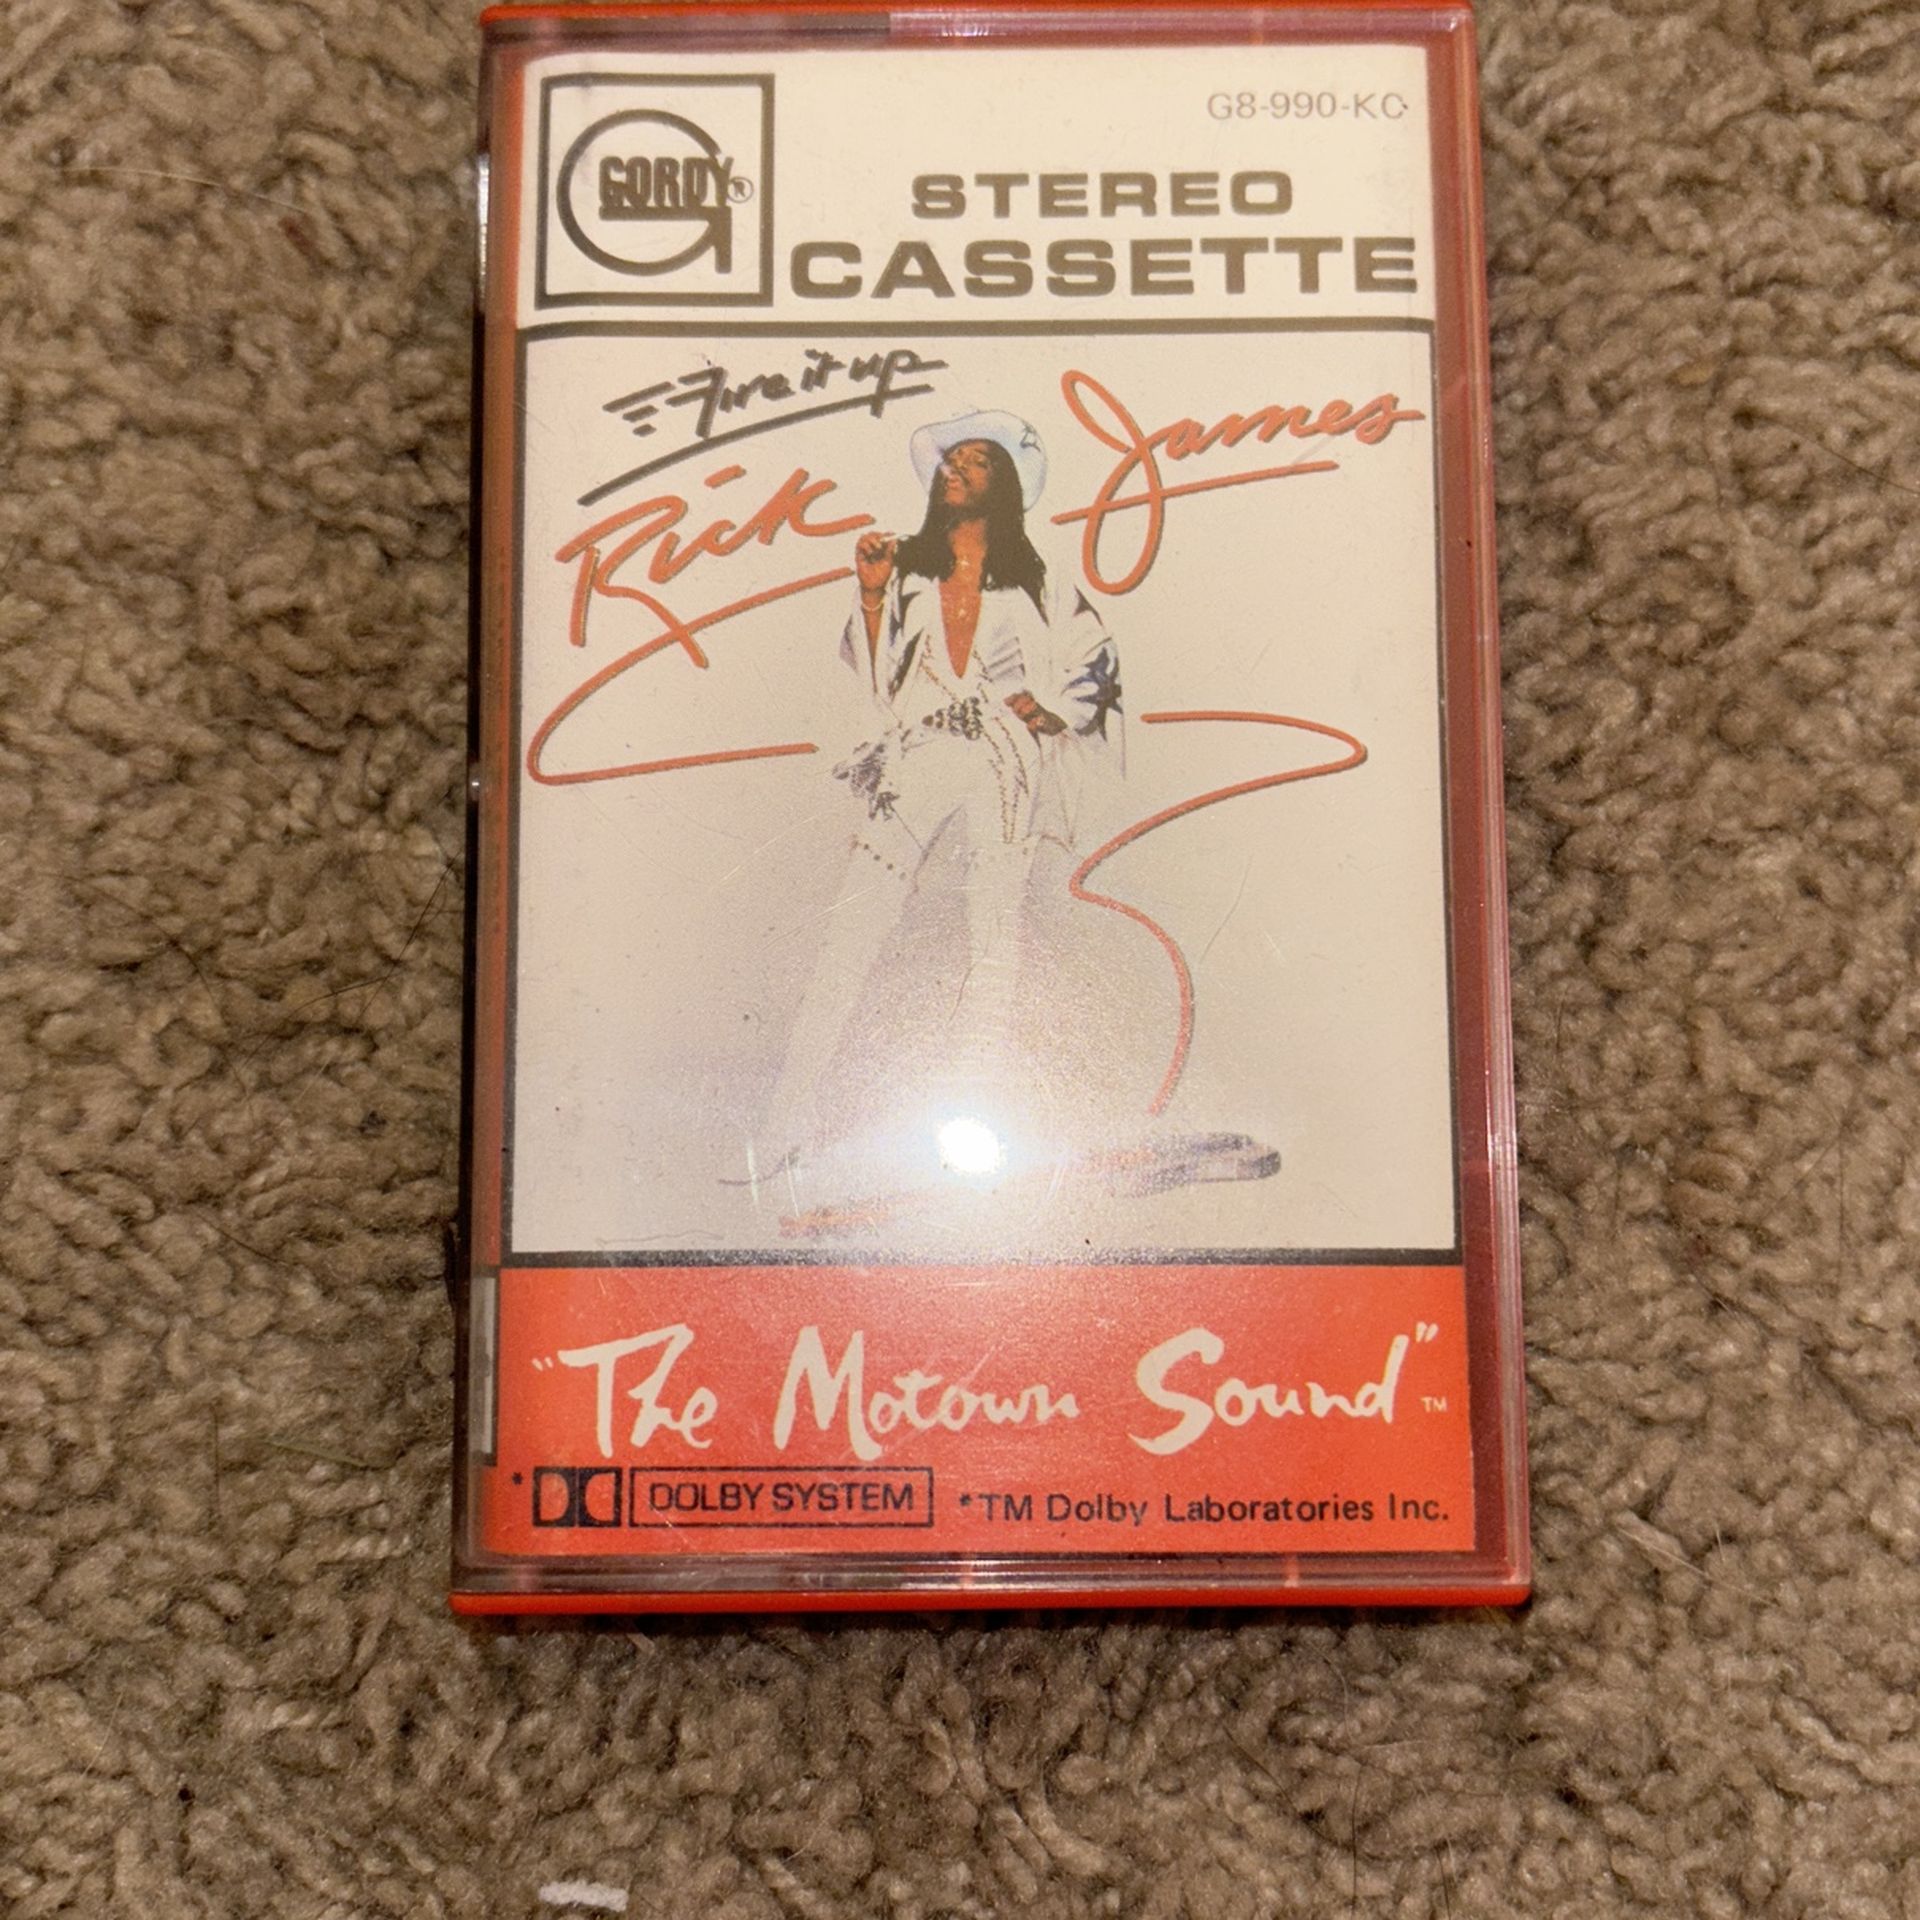 GORDY®
G8-990-KC
STEREO
CASSETTE
Fire it up
Rick James
"The Motown Sound"™
*DOLBY SYSTEM *TM Dolby Laboratories Inc.